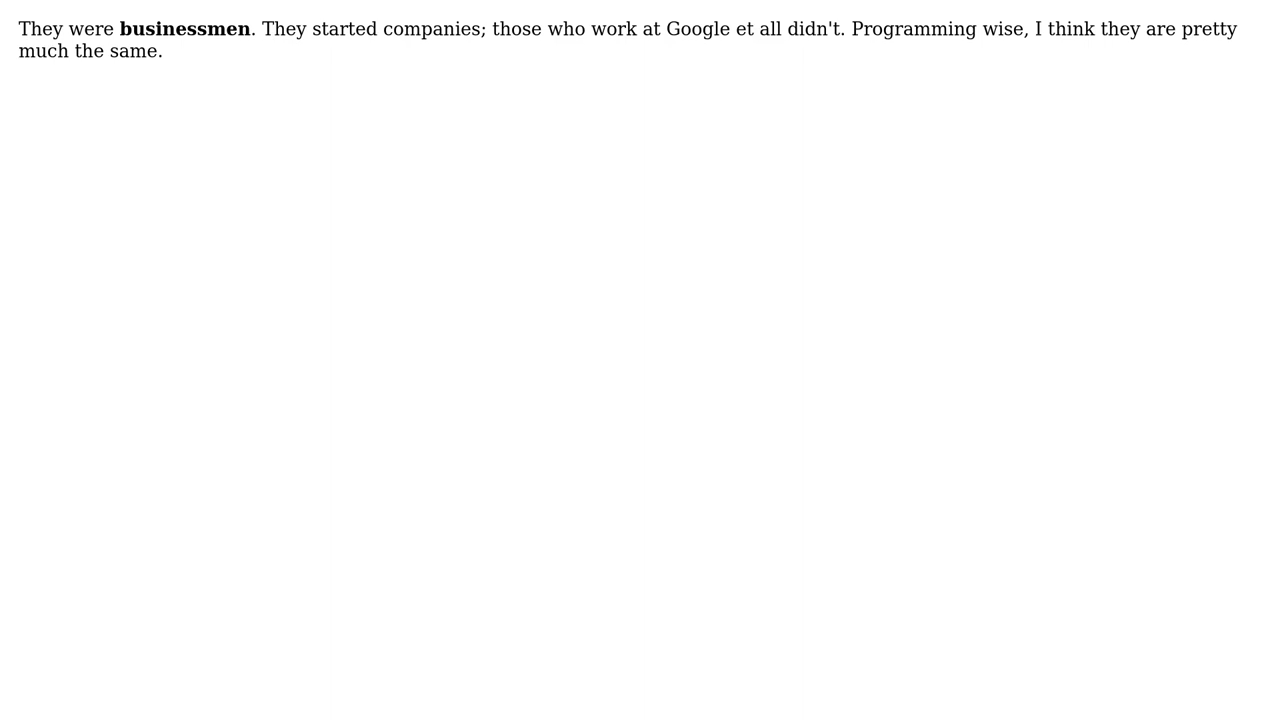 They were businessmen. They started companies; those who work at Google et all didn't. Programming wise, I think they are pretty
much the same.